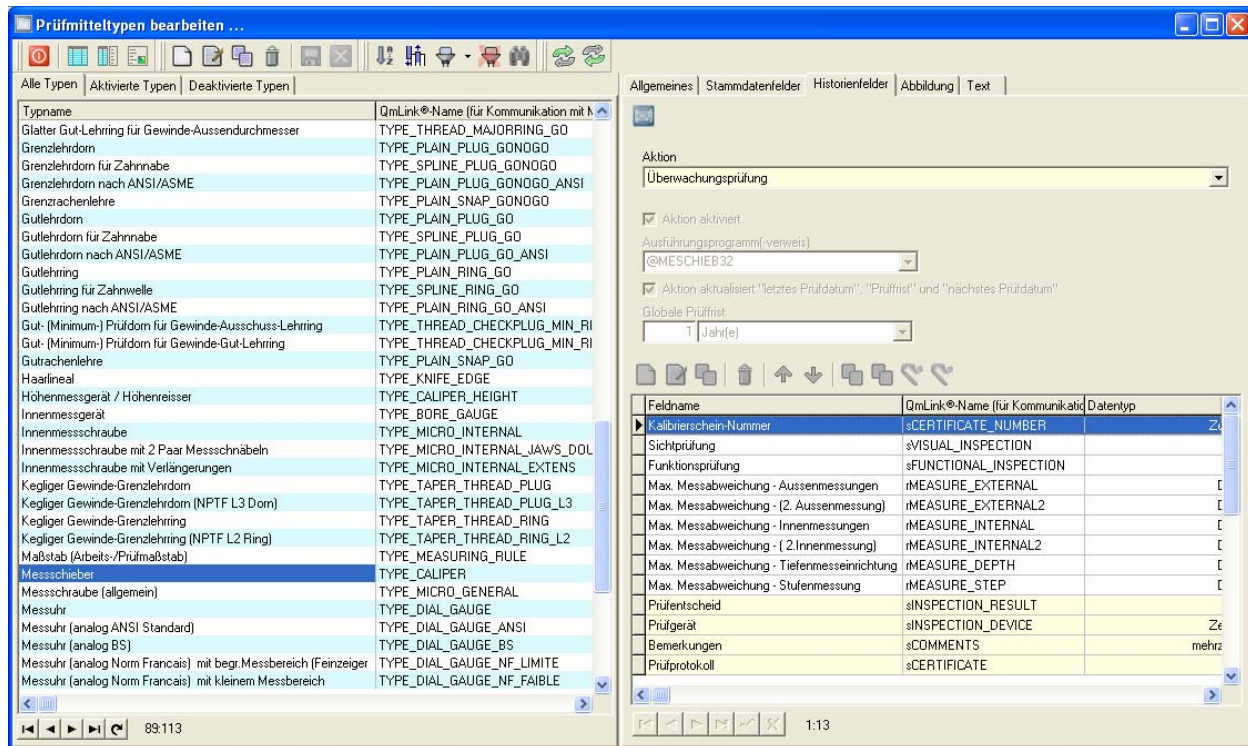 Prüfmitteltypen bearbeiten ...
Alle Typen Aktivierte Typen Deaktivierte Typen
Typname QmLink®-Name (für Kommunikation mit
Glatter Gut-Lehrring für Gewinde-Aussendurchmesser TYPE_THREAD_MAJORRING_GO
Grenzlehrdorn TYPE_PLAIN_PLUG_GONOGO
Grenzlehrdorn für Zahnnabe TYPE_SPLINE_PLUG_GONOGO
Grenzlehrdorn nach ANSI/ASME TYPE_PLAIN_PLUG_GONOGO_ANSI
Grenzrachenlehre TYPE_PLAIN_SNAP_GONOGO
Gutlehrdorn TYPE_PLAIN_PLUG_GO
Gutlehrdorn für Zahnnabe TYPE_SPLINE_PLUG_GO
Gutlehrdorn nach ANSI/ASME TYPE_PLAIN_PLUG_GO_ANSI
Gutlehrring TYPE_PLAIN_RING_GO
Gutlehrring für Zahnwelle TYPE_SPLINE_RING_GO
Gutlehrring nach ANSI/ASME TYPE_PLAIN_RING_GO_ANSI
Gut- (Minimum-) Prüfdorn für Gewinde-Ausschuss-Lehrring TYPE_THREAD_CHECKPLUG_MIN_RI
Gut- (Minimum-) Prüfdorn für Gewinde-Gut-Lehrring TYPE_THREAD_CHECKPLUG_MIN_RI
Gutrachenlehre TYPE_PLAIN_SNAP_GO
Haarlineal TYPE_KNIFE_EDGE
Höhenmessgerät / Höhenreisser TYPE_CALIPER_HEIGHT
Innenmessgerät TYPE_BORE_GAUGE
Innenmessschraube TYPE_MICRO_INTERNAL
Innenmessschraube mit 2 Paar Messschnäbeln TYPE_MICRO_INTERNAL_JAWS_DOU
Innenmessschraube mit Verlängerungen TYPE_MICRO_INTERNAL_EXTENS
Kegliger Gewinde-Grenzlehrdorn TYPE_TAPER_THREAD_PLUG
Kegliger Gewinde-Grenzlehrdorn (NPTF L3 Dorn) TYPE_TAPER_THREAD_PLUG_L3
Kegliger Gewinde-Grenzlehrring TYPE_TAPER_THREAD_RING
Kegliger Gewinde-Grenzlehrring (NPTF L2 Ring) TYPE_TAPER_THREAD_RING_L2
Maßstab (Arbeits-/Prüfmaßstab) TYPE_MEASURING_RULE
Messschieber TYPE_CALIPER
Messschraube (allgemein) TYPE_MICRO_GENERAL
Messuhr TYPE_DIAL_GAUGE
Messuhr (analog ANSI Standard) TYPE_DIAL_GAUGE_ANSI
Messuhr (analog BS) TYPE_DIAL_GAUGE_BS
Messuhr (analog Norm Francais) mit begr.Messbereich (Feinzeiger TYPE_DIAL_GAUGE_NF_LIMITE
Messuhr (analog Norm Francais) mit kleinem Messbereich TYPE_DIAL_GAUGE_NF_FAIBLE
89:113
Allgemeines Stammdatenfelder Historienfelder Abbildung Text
Aktion
Überwachungsprüfung
Aktion aktiviert
Ausführungsprogramm(-verweis)
@MESCHIEB32
Aktion aktualisiert "letztes Prüfdatum", "Prüffrist" und "nächstes Prüfdatum"
Globale Prüffrist
1 Jahr(e)
Feldname QmLink®-Name (für Kommunikatio Datentyp
Kalibrierschein-Nummer sCERTIFICATE_NUMBER
Sichtprüfung sVISUAL_INSPECTION
Funktionsprüfung sFUNCTIONAL_INSPECTION
Max. Messabweichung - Aussenmessungen rMEASURE_EXTERNAL
Max. Messabweichung - (2. Aussenmessung) rMEASURE_EXTERNAL2
Max. Messabweichung - Innenmessungen rMEASURE_INTERNAL
Max. Messabweichung - ( 2.Innenmessung) rMEASURE_INTERNAL2
Max. Messabweichung - Tiefenmesseinrichtung rMEASURE_DEPTH
Max. Messabweichung - Stufenmessung rMEASURE_STEP
Prüfentscheid sINSPECTION_RESULT
Prüfgerät sINSPECTION_DEVICE Ze
Bemerkungen sCOMMENTS mehrz
Prüfprotokoll sCERTIFICATE
1:13